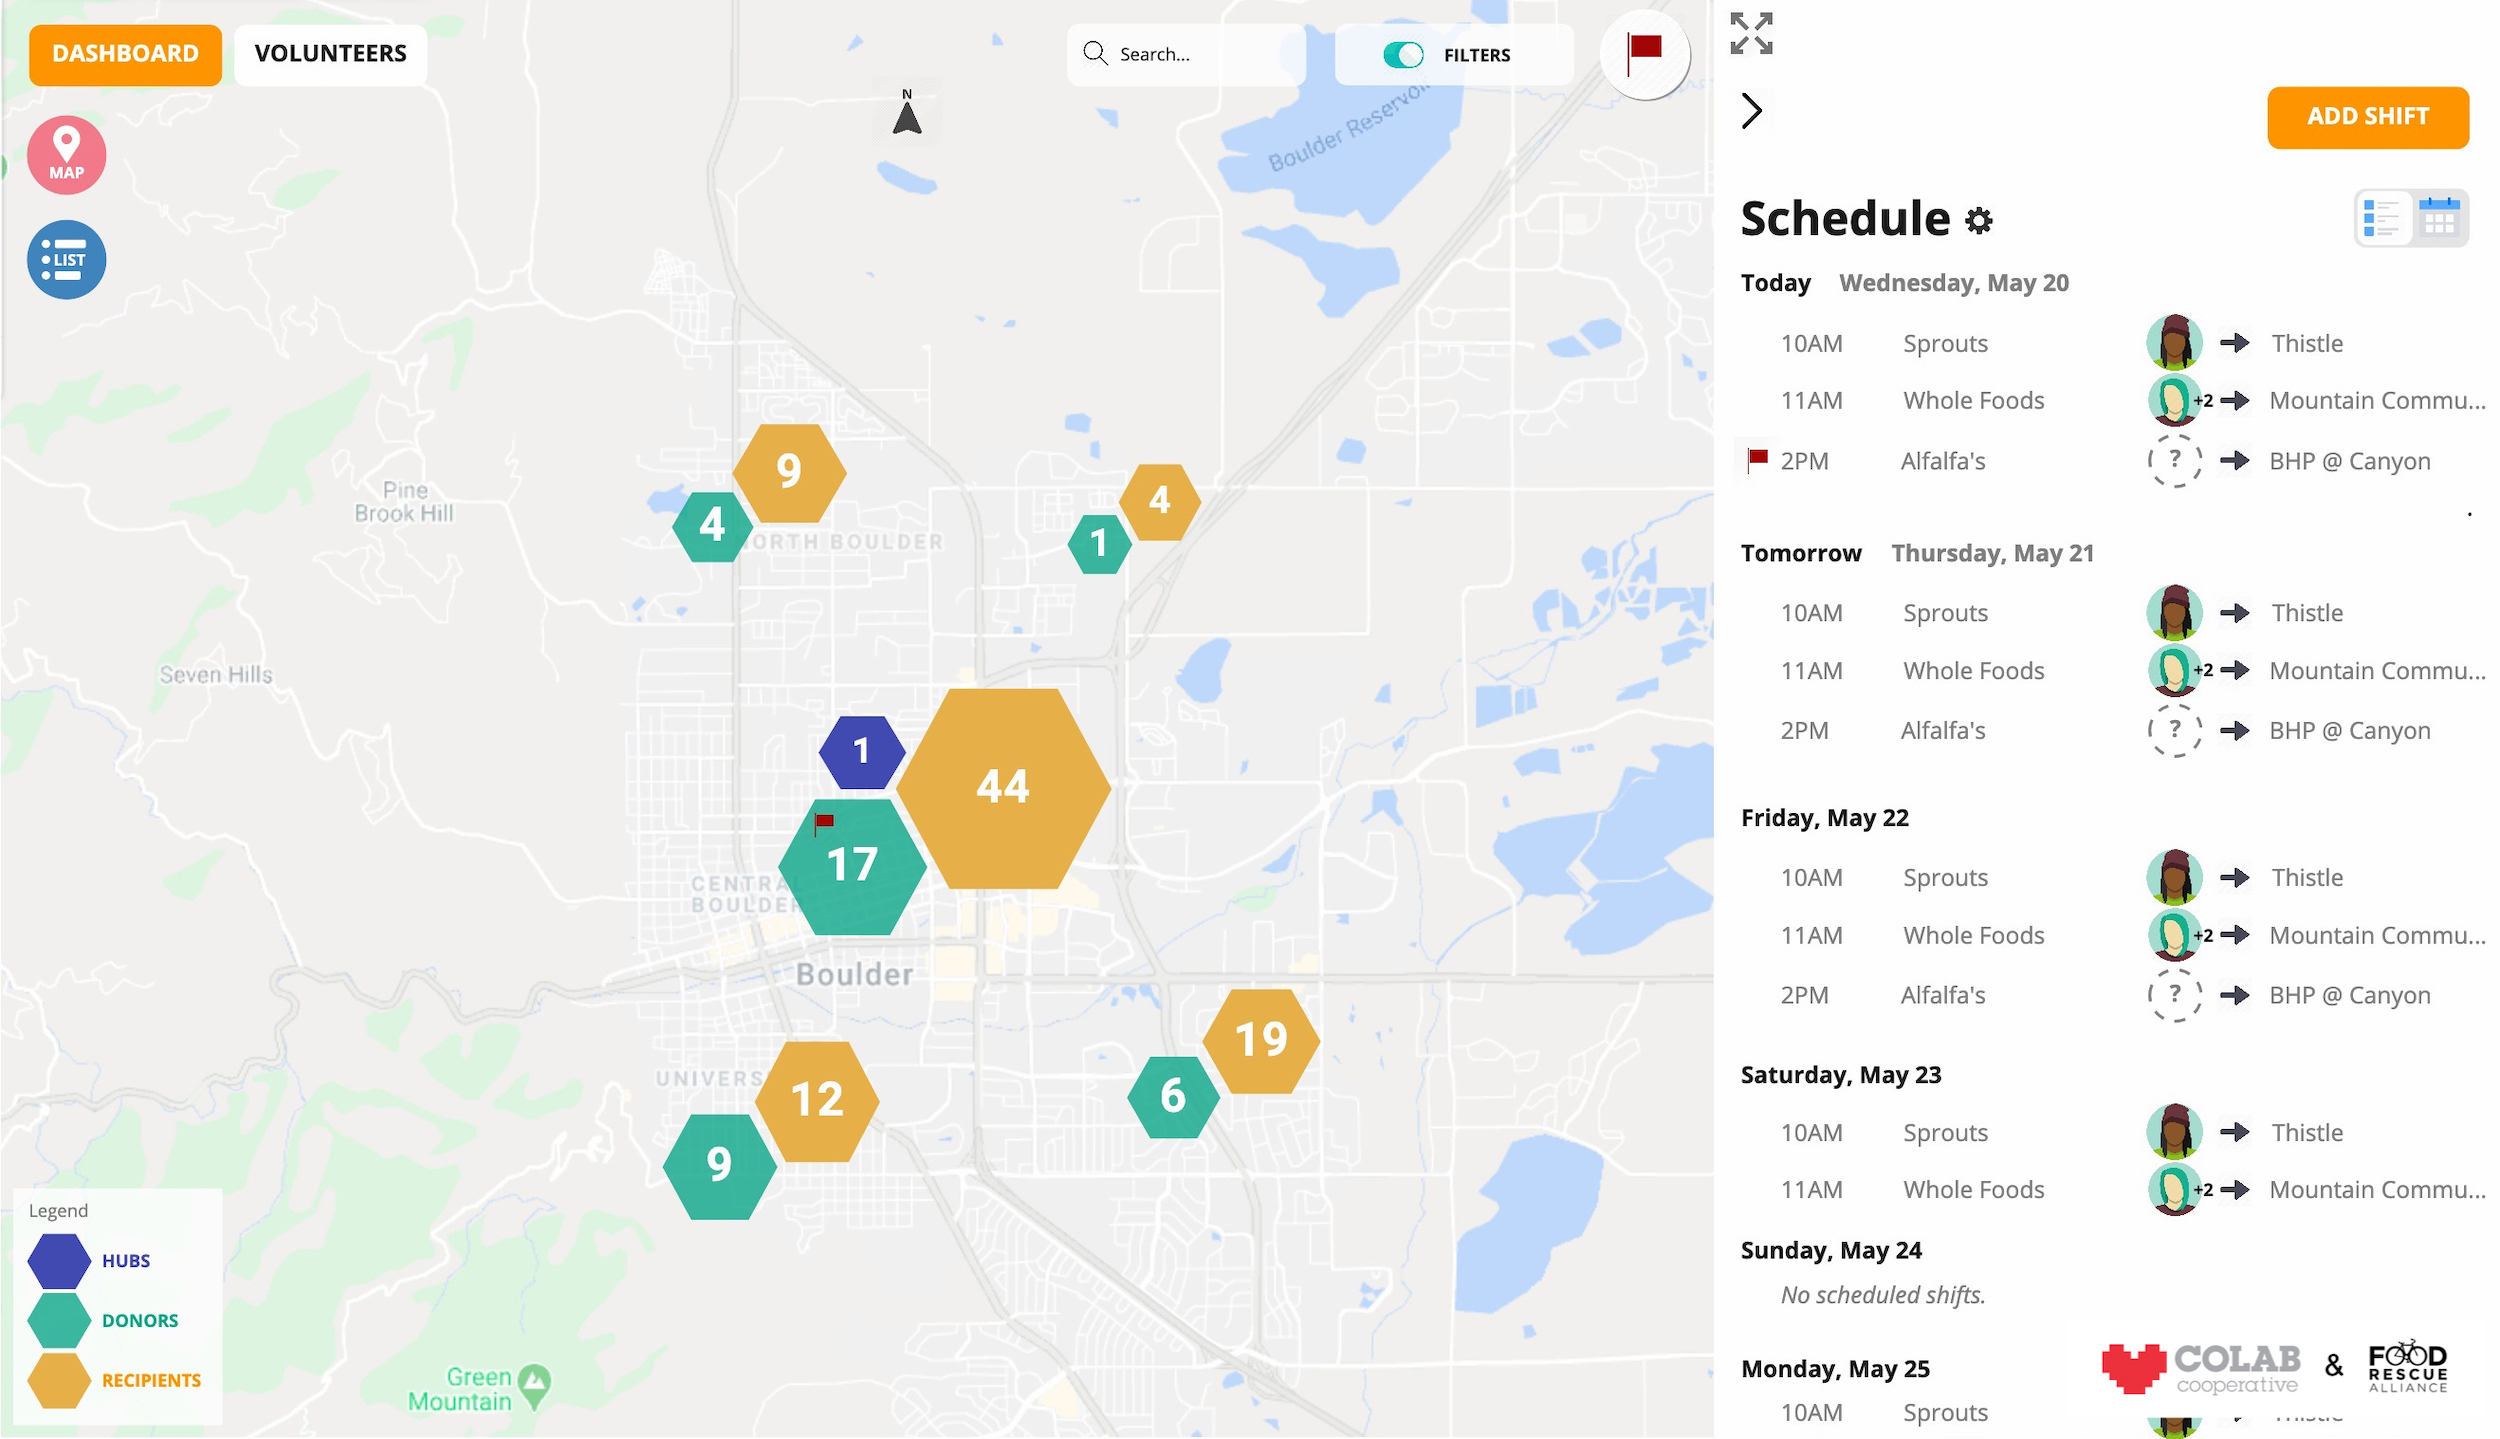 DASHBOARD
VOLUNTEERS
Search...
FILTERS
MAP
LIST
N
Boulder Reservoir
Pine
Brook Hill
9
4
ORTH BOULDER
4
1
Seven Hills
1
44
17
CENTRA
BOULDER
Boulder
19
6
UNIVERS
12
9
Green
Mountain
Legend
HUBS
DONORS
RECIPIENTS
ADD SHIFT
Schedule
Today Wednesday, May 20
10AM Sprouts Thistle
11AM Whole Foods +2 Mountain Commu...
2PM Alfalfa's ? BHP @ Canyon
Tomorrow Thursday, May 21
10AM Sprouts Thistle
11AM Whole Foods +2 Mountain Commu...
2PM Alfalfa's ? BHP @ Canyon
Friday, May 22
10AM Sprouts Thistle
11AM Whole Foods +2 Mountain Commu...
2PM Alfalfa's ? BHP @ Canyon
Saturday, May 23
10AM Sprouts Thistle
11AM Whole Foods +2 Mountain Commu...
Sunday, May 24
No scheduled shifts.
Monday, May 25
10AM Sprouts
COLAB
cooperative
&
FOOD
RESCUE
ALLIANCE